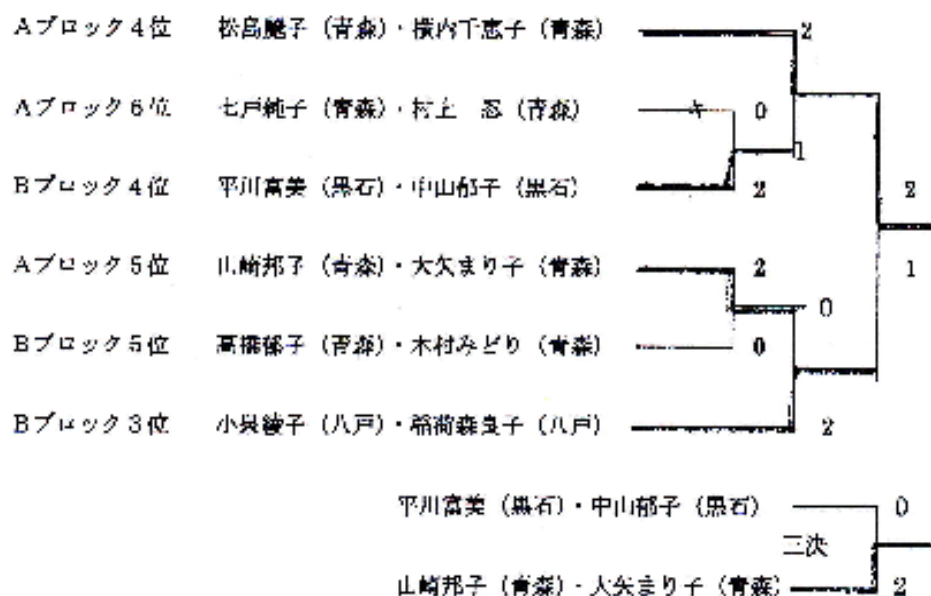 Aブロック4位 松島麗子(青森)・横内千恵子(青森) 2
Aブロック6位 七戸純子(青森)・村上 忍(青森) キ 0
1
Bブロック4位 平川富美(黒石)・中山郁子(黒石) 2 2
Aブロック5位 山崎邦子(青森)・大矢まり子(青森) 2 1
0
Bブロック5位 高橋郁子(青森)・木村みどり(青森) 0
Bブロック3位 小泉綾子(八戸)・稲荷森良子(八戸) 2
平川富美(黒石)・中山郁子(黒石) 0
三決
山崎邦子(青森)・大矢まり子(青森) 2